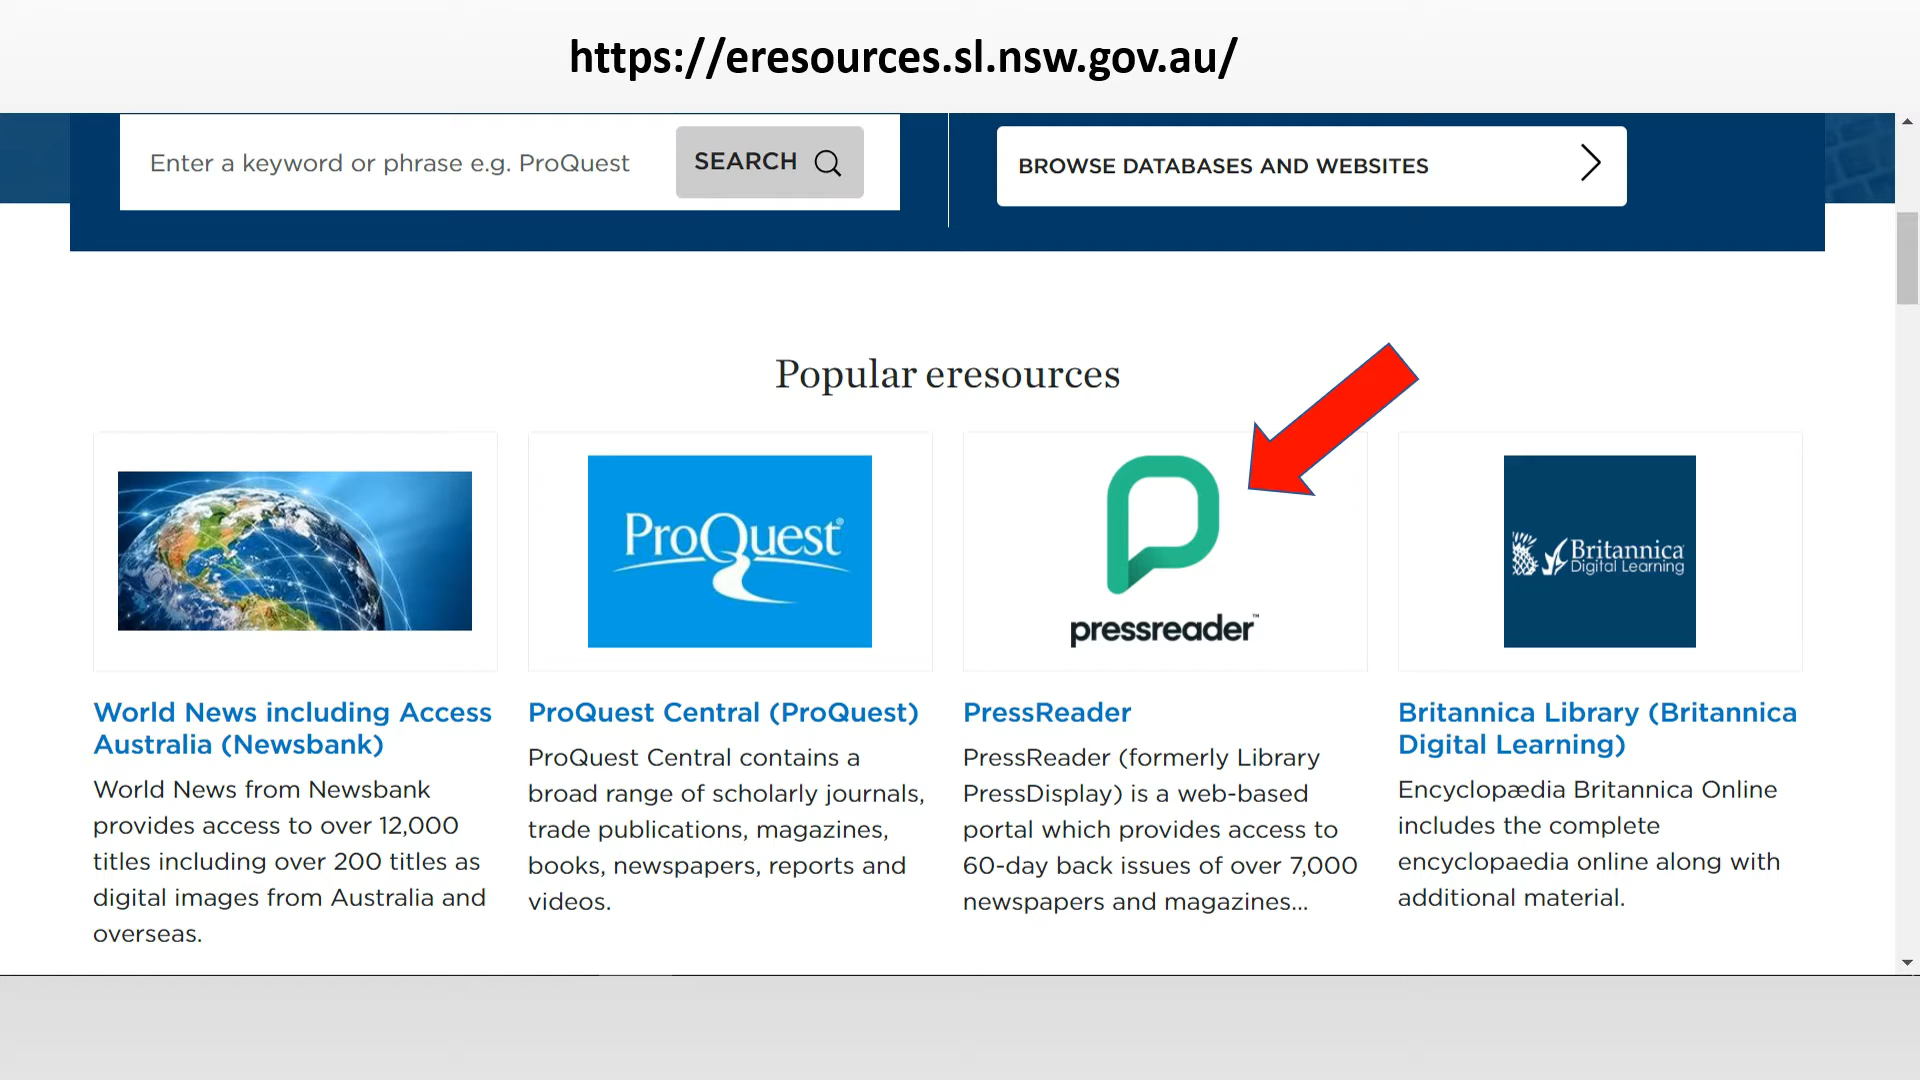 https://eresources.sl.nsw.gov.au/
Enter a keyword or phrase e.g. ProQuest
SEARCH
BROWSE DATABASES AND WEBSITES
Popular eresources
ProQuest®
pressreader™
Britannica®
Digital Learning
World News including Access
Australia (Newsbank)
World News from Newsbank
provides access to over 12,000
titles including over 200 titles as
digital images from Australia and
overseas.
ProQuest Central (ProQuest)
ProQuest Central contains a
broad range of scholarly journals,
trade publications, magazines,
books, newspapers, reports and
videos.
PressReader
PressReader (formerly Library
PressDisplay) is a web-based
portal which provides access to
60-day back issues of over 7,000
newspapers and magazines...
Britannica Library (Britannica
Digital Learning)
Encyclopædia Britannica Online
includes the complete
encyclopaedia online along with
additional material.